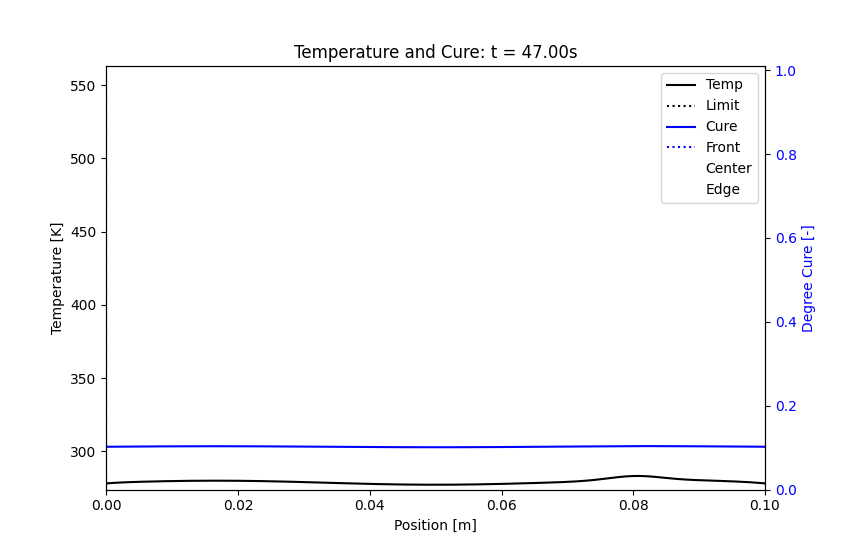 Temperature and Cure: t = 47.00s
550
500
450
400
350
300
Temperature [K]
1.0
0.8
0.6
0.4
0.2
0.0
Degree Cure [-]
Temp
Limit
Cure
Front
Center
Edge
0.00
0.02
0.04
0.06
0.08
0.10
Position [m]